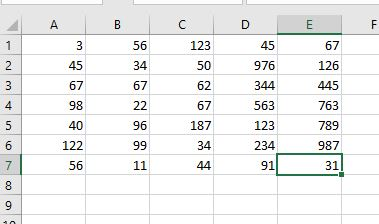 A B C D E F
1 3 56 123 45 67
2 45 34 50 976 126
3 67 67 62 344 445
4 98 22 67 563 763
5 40 96 187 123 789
6 122 99 34 234 987
7 56 11 44 91 31
8
9